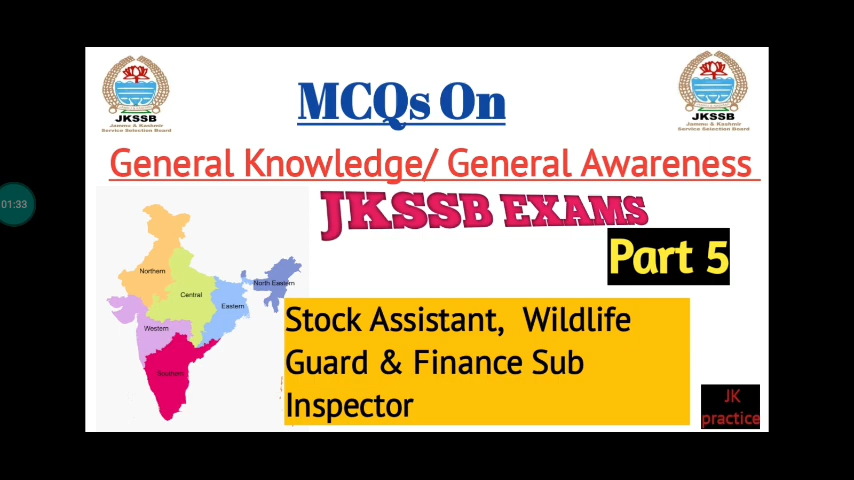 JKSSB
Jammu & Kashmir
Service Selection Board
MCQs On
JKSSB
Jammu & Kashmir
Service Selection Board
General Knowledge/ General Awareness
JKSSB EXAMS
01:33
Part 5
Northern
North Eastern
Central
Eastern
Western
Southern
Stock Assistant, Wildlife
Guard & Finance Sub
Inspector
JK
practice